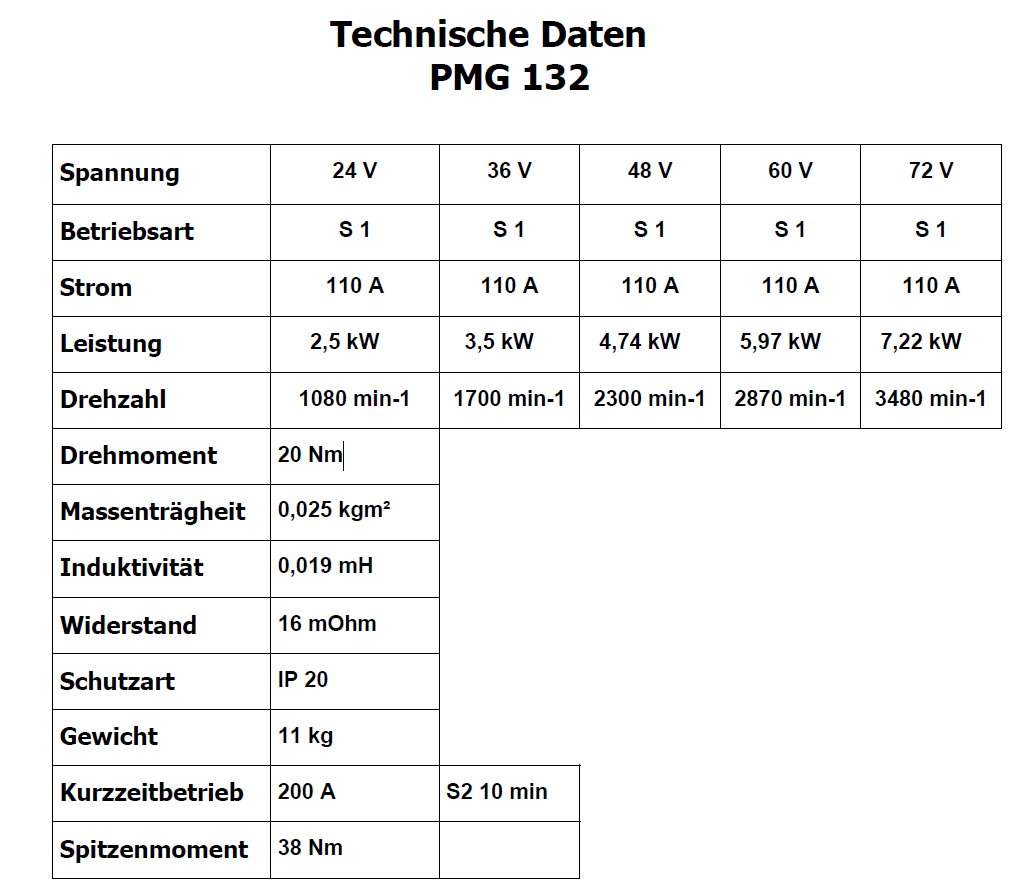 Technische Daten
PMG 132
Spannung 24 V 36 V 48 V 60 V 72 V
Betriebsart S 1 S 1 S 1 S 1 S 1
Strom 110 A 110 A 110 A 110 A 110 A
Leistung 2,5 kW 3,5 kW 4,74 kW 5,97 kW 7,22 kW
Drehzahl 1080 min-1 1700 min-1 2300 min-1 2870 min-1 3480 min-1
Drehmoment 20 Nm
Massenträgheit 0,025 kgm²
Induktivität 0,019 mH
Widerstand 16 mOhm
Schutzart IP 20
Gewicht 11 kg
Kurzzeitbetrieb 200 A S2 10 min
Spitzenmoment 38 Nm